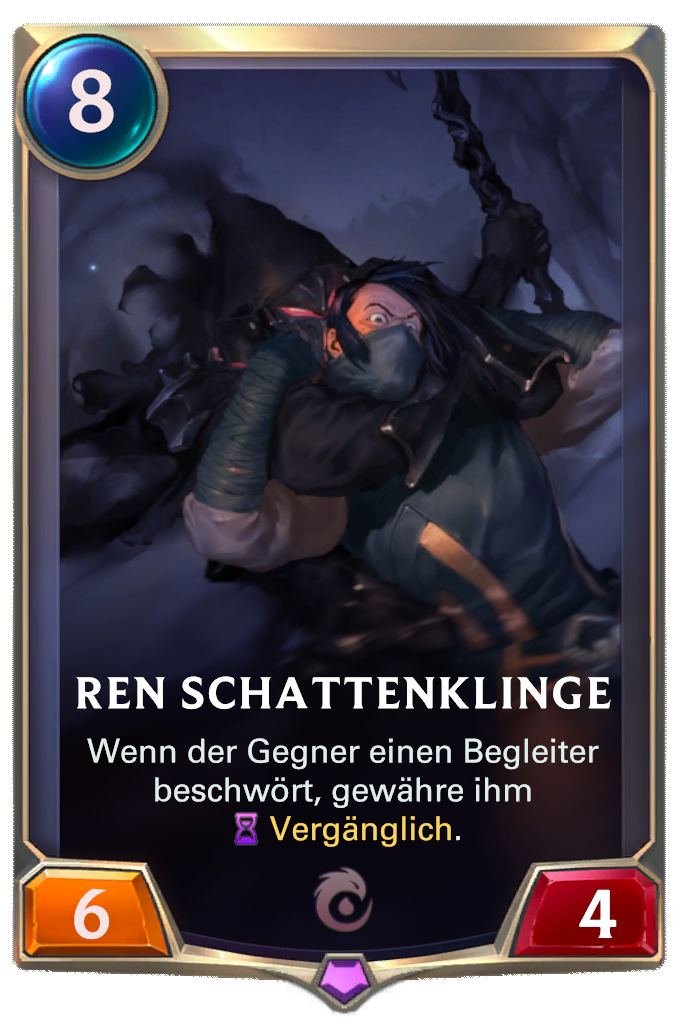 8
REN SCHATTENKLINGE
Wenn der Gegner einen Begleiter
beschwört, gewähre ihm
Vergänglich.
6
4